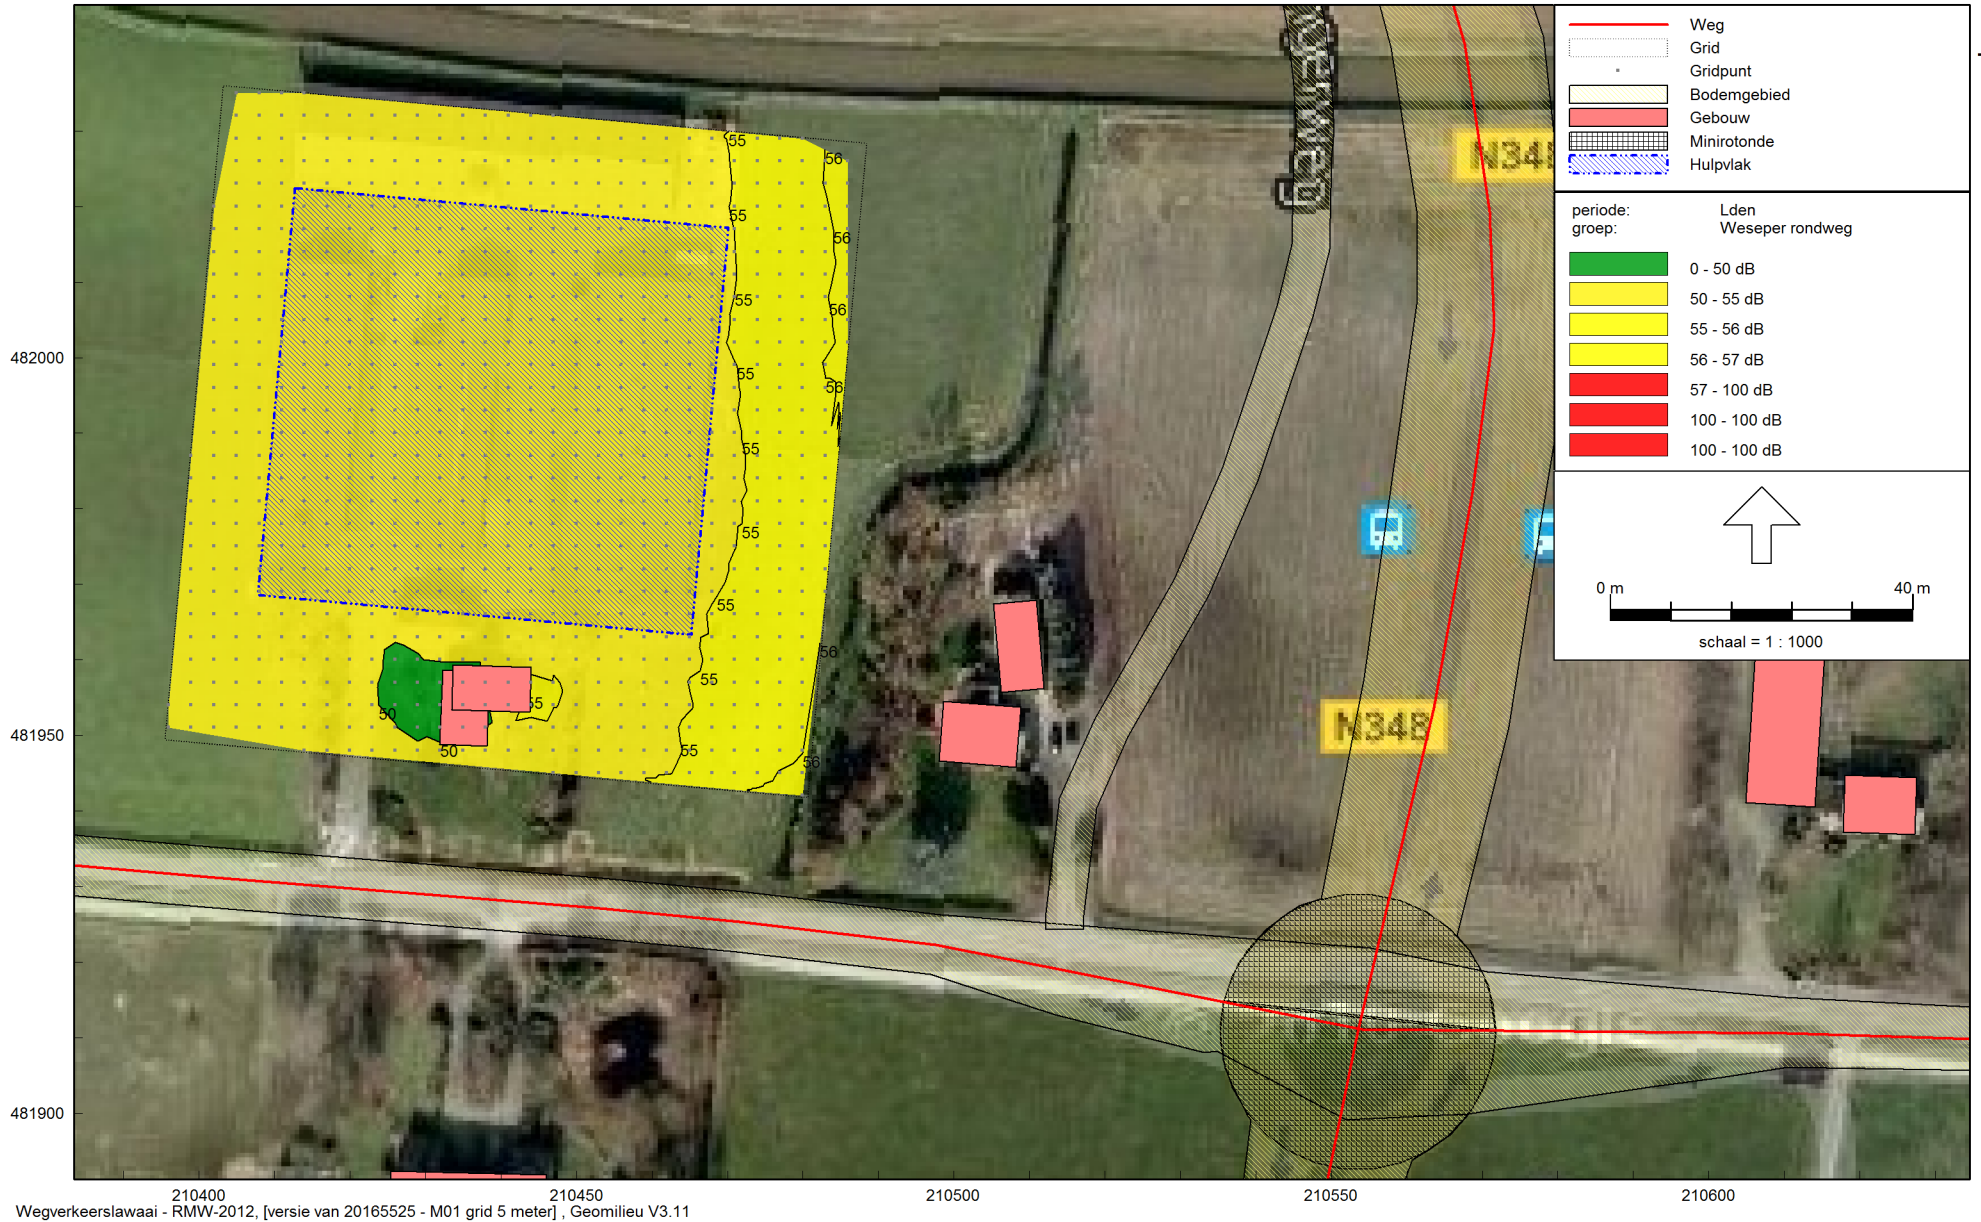 Weg
Grid
Gridpunt
Bodemgebied
Gebouw
Minirotonde
Hulpvlak
periode: Lden
groep: Weseper rondweg
0 - 50 dB
50 - 55 dB
55 - 56 dB
56 - 57 dB
57 - 100 dB
100 - 100 dB
100 - 100 dB
0 m 40 m
schaal = 1 : 1000
55
56
N348
55
56
55
56
482000
55
56
55
55
55
56
55
55
50
N348
481950
50
55
56
481900
210400 210450 210500 210550 210600
Wegverkeerslawaai - RMW-2012, [versie van 20165525 - M01 grid 5 meter] , Geomilieu V3.11